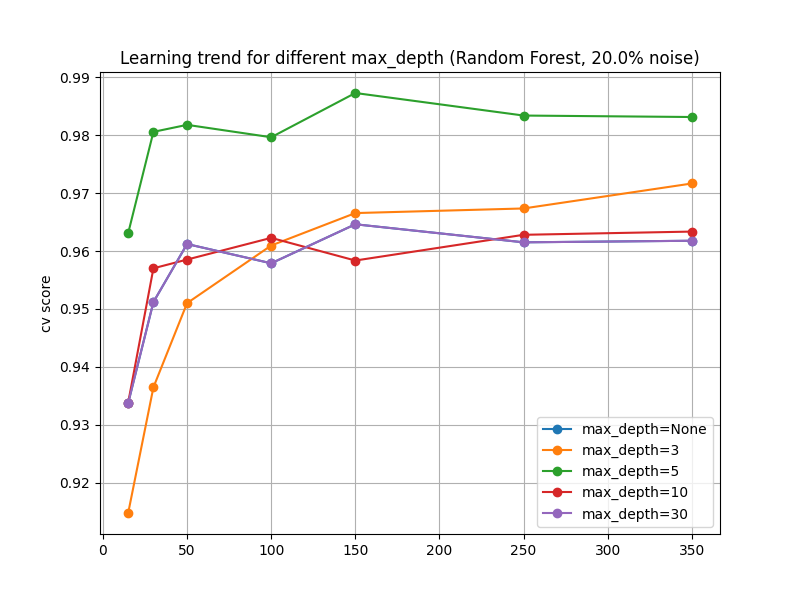 Learning trend for different max_depth (Random Forest, 20.0% noise)
0.99
0.98
0.97
0.96
0.95
0.94
0.93
0.92
cv score
max_depth=None
max_depth=3
max_depth=5
max_depth=10
max_depth=30
0 50 100 150 200 250 300 350